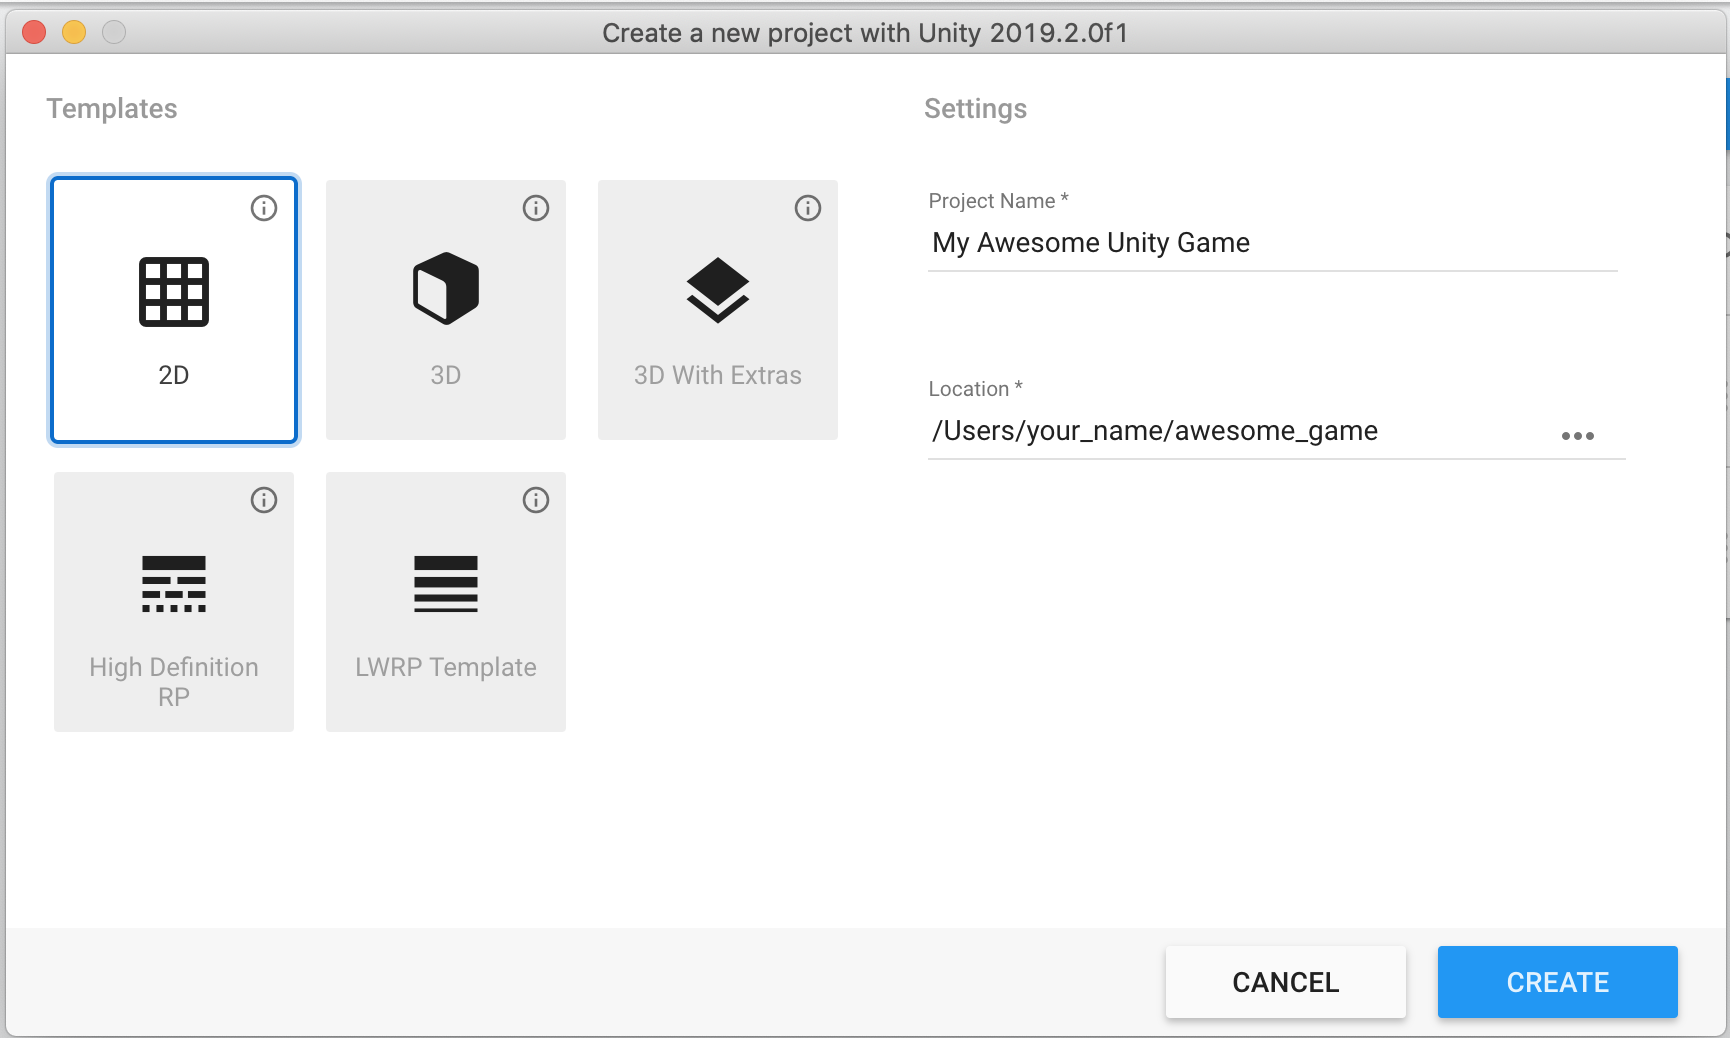 Create a new project with Unity 2019.2.0f1
Templates
Settings
2D
3D
3D With Extras
High Definition
RP
LWRP Template
Project Name *
My Awesome Unity Game
Location *
/Users/your_name/awesome_game
CANCEL
CREATE